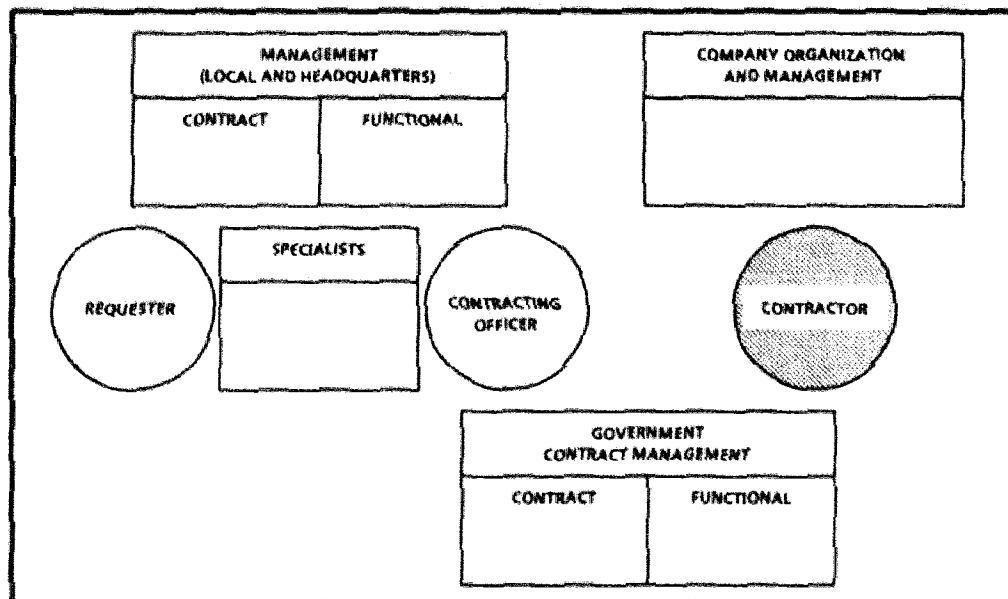 MANAGEMENT
(LOCAL AND HEADQUARTERS)
CONTRACT
FUNCTIONAL
COMPANY ORGANIZATION
AND MANAGEMENT
REQUESTER
SPECIALISTS
CONTRACTING
OFFICER
CONTRACTOR
GOVERNMENT
CONTRACT MANAGEMENT
CONTRACT
FUNCTIONAL